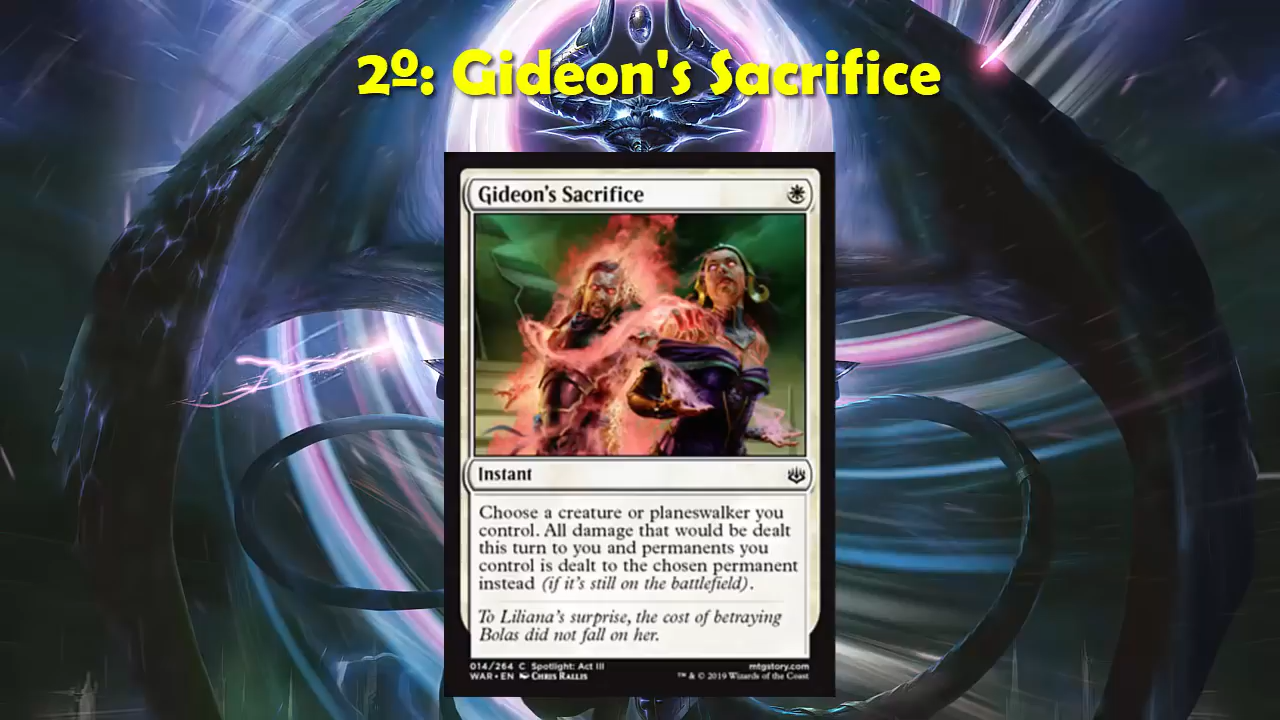 2º: Gideon's Sacrifice
Gideon's Sacrifice
Instant
Choose a creature or planeswalker you
control. All damage that would be dealt
this turn to you and permanents you
control is dealt to the chosen permanent
instead (if it's still on the battlefield).
To Liliana's surprise, the cost of betraying
Bolas did not fall on her.
014/264 C Spotlight: Act III
mtgstory.com
WAR • EN Chris Rallis
™ & © 2019 Wizards of the Coast